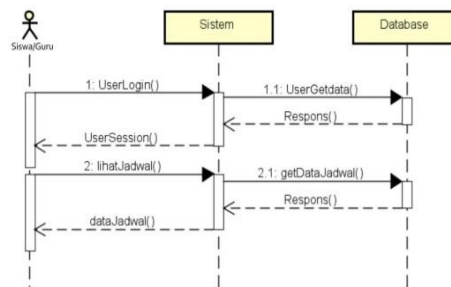 Siswa/Guru
Sistem
Database
1: UserLogin()
1.1: UserGetdata()
Respons()
UserSession()
2: lihatJadwal()
2.1: getDataJadwal()
Respons()
dataJadwal()